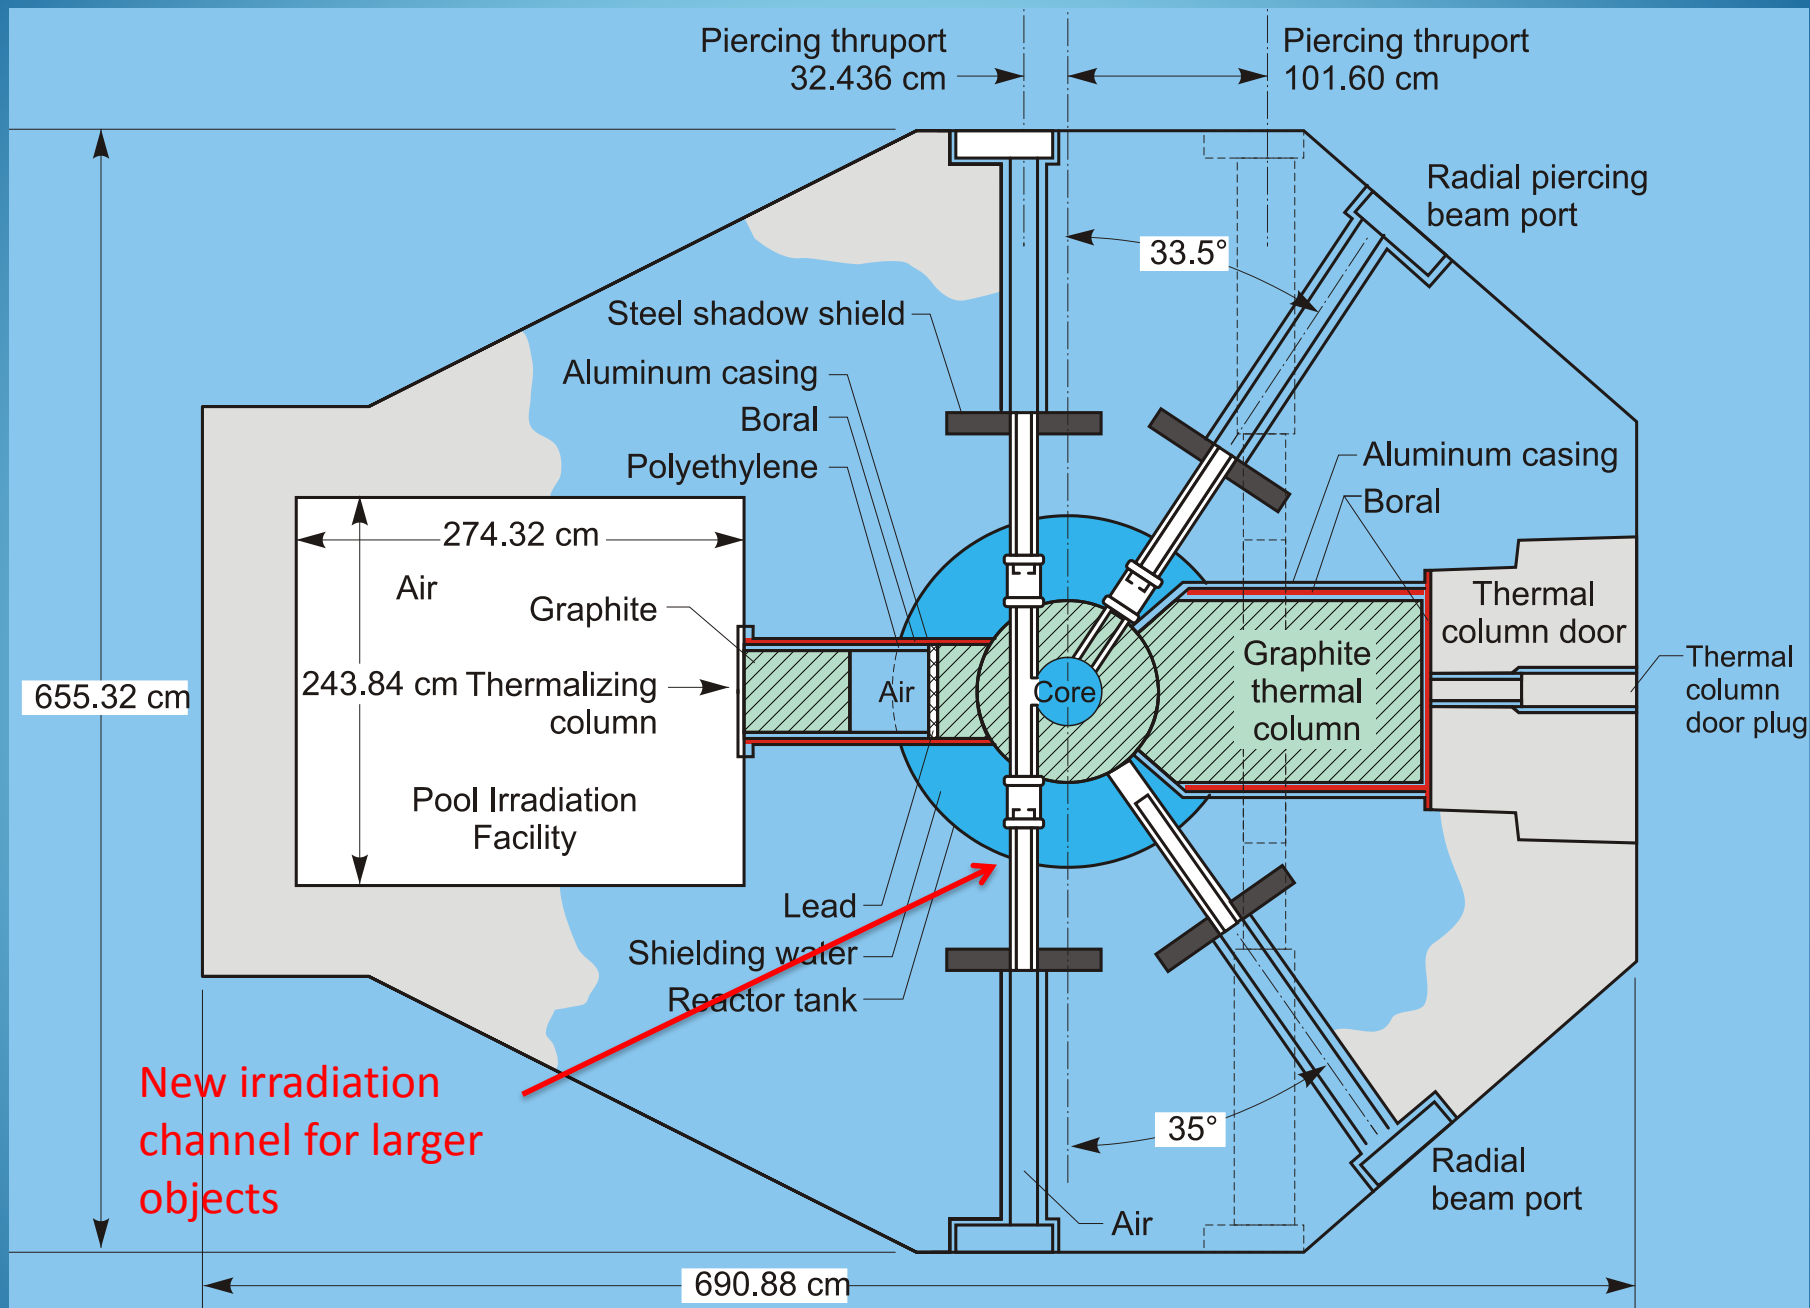 Piercing thruport
32.436 cm
Piercing thruport
101.60 cm
Radial piercing
beam port
33.5°
Steel shadow shield
Aluminum casing
Boral
Polyethylene
Aluminum casing
Boral
274.32 cm
Air
Graphite
Thermal
column door
Graphite
thermal
column
Thermal
column
door plug
655.32 cm
243.84 cm
Thermalizing
column
Air
Core
Pool Irradiation
Facility
Lead
Shielding water
Reactor tank
New irradiation
channel for larger
objects
35°
Radial
beam port
Air
690.88 cm